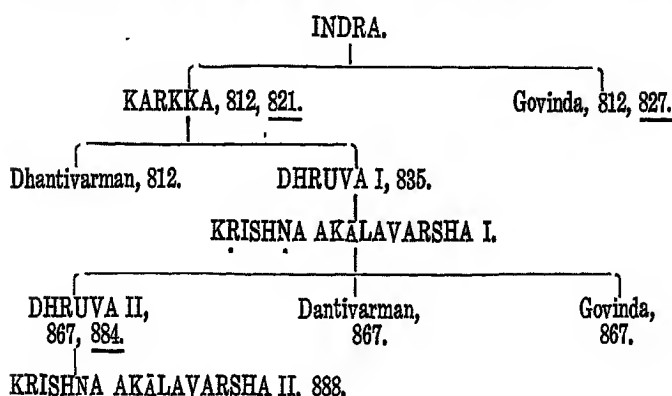 INDRA.
KARKKA, 812, 821. Govinda, 812, 827.
Dhantivarman, 812. DHRUVA I, 835.
KRISHNA AKĀLAVARSHA I.
DHRUVA II, Dantivarman, Govinda,
867, 884. 867. 867.
KRISHNA AKĀLAVARSHA II, 888.